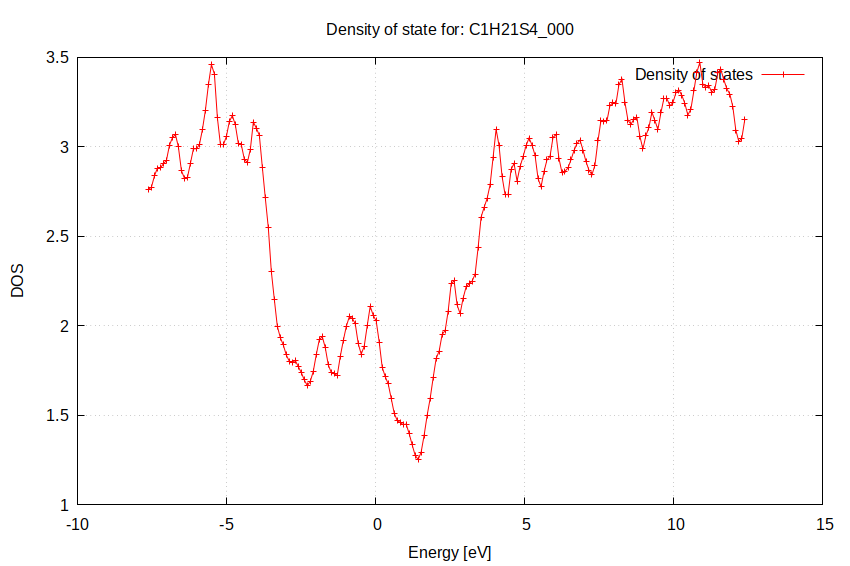 Density of state for: C1H21S4_000
Density of states
3.5
3
2.5
2
1.5
1
DOS
-10 -5 0 5 10 15
Energy [eV]